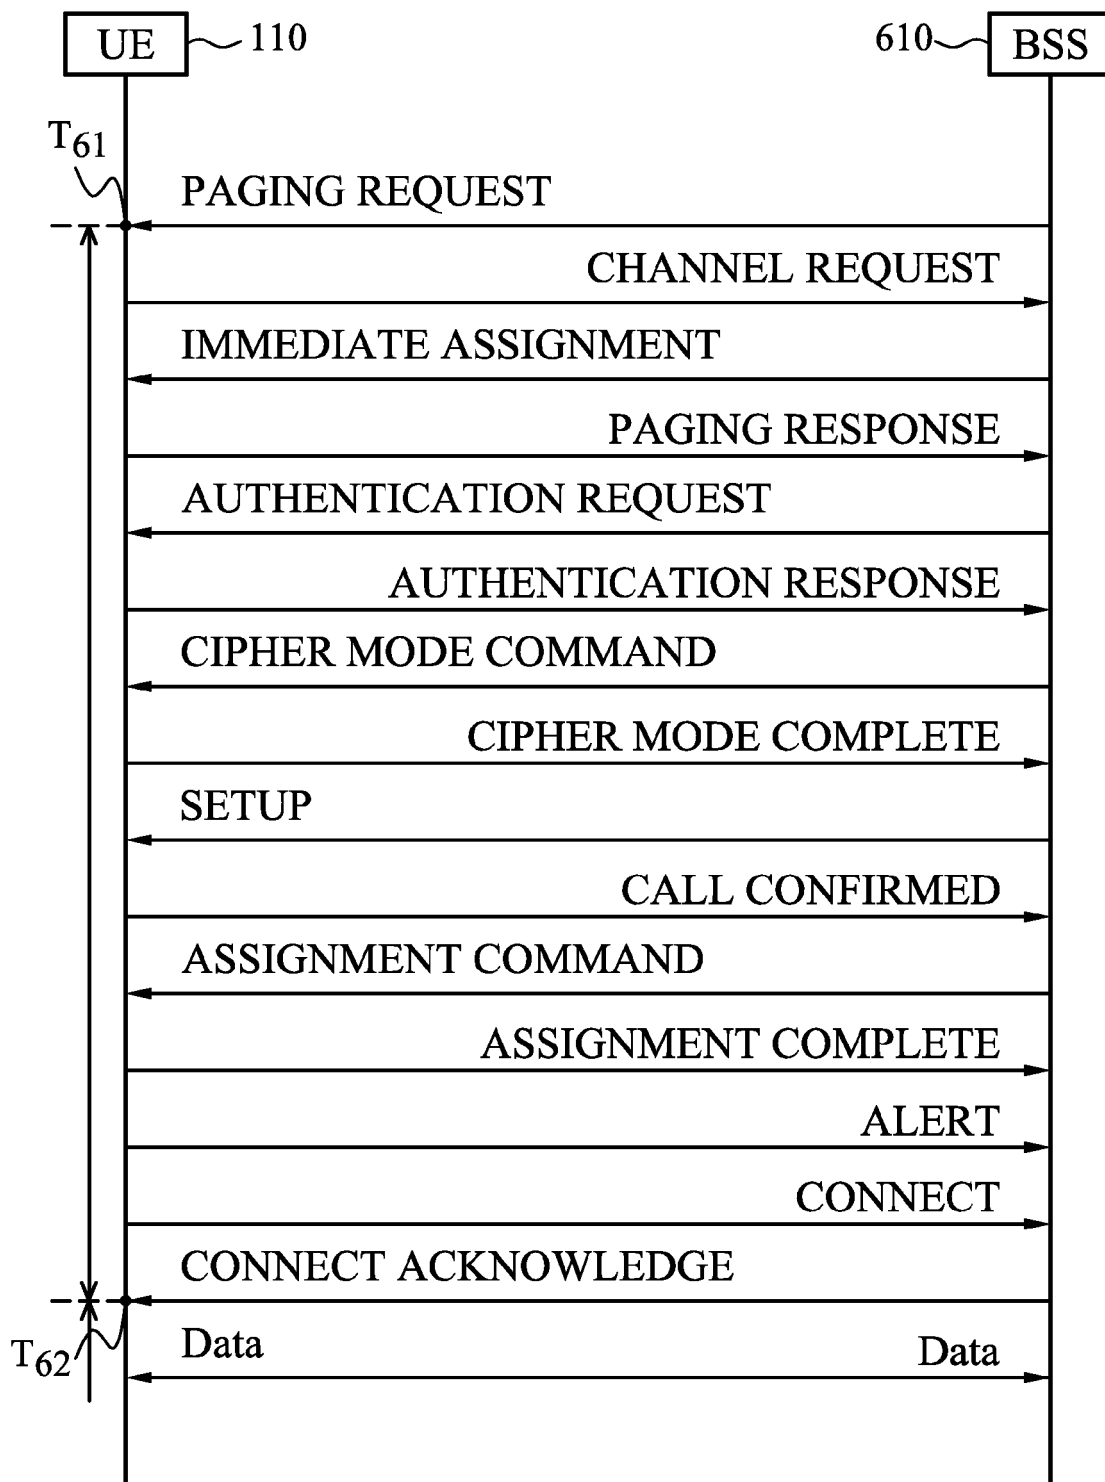 UE 110 610 BSS
T61
PAGING REQUEST
CHANNEL REQUEST
IMMEDIATE ASSIGNMENT
PAGING RESPONSE
AUTHENTICATION REQUEST
AUTHENTICATION RESPONSE
CIPHER MODE COMMAND
CIPHER MODE COMPLETE
SETUP
CALL CONFIRMED
ASSIGNMENT COMMAND
ASSIGNMENT COMPLETE
ALERT
CONNECT
CONNECT ACKNOWLEDGE
T62 Data Data